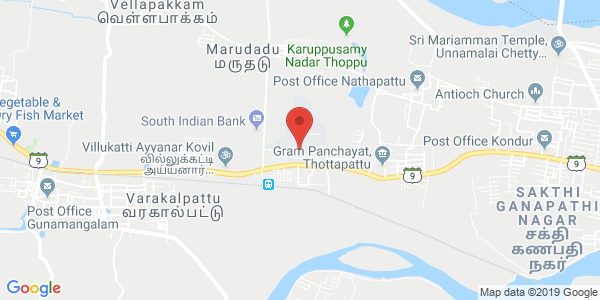 Vellapakkam
வெள்ளபாக்கம்
Marudadu
மருதடு
Karuppusamy
Nadar Thoppu
Sri Mariamman Temple,
Unnamalai Chetty...
Post Office Nathapattu
Antioch Church
Vegetable &
Dry Fish Market
South Indian Bank
Villukatti Ayyanar Kovil
வில்லுக்கட்டி
அய்யனார்...
Gram Panchayat,
Thottapattu
Post Office Kondur
9
9
9
Varakalpattu
வரகால்பட்டு
Post Office
Gunamangalam
SAKTHI
GANAPATHI
NAGAR
சக்தி
கணபதி
நகர்
Google
Map data ©2019 Google